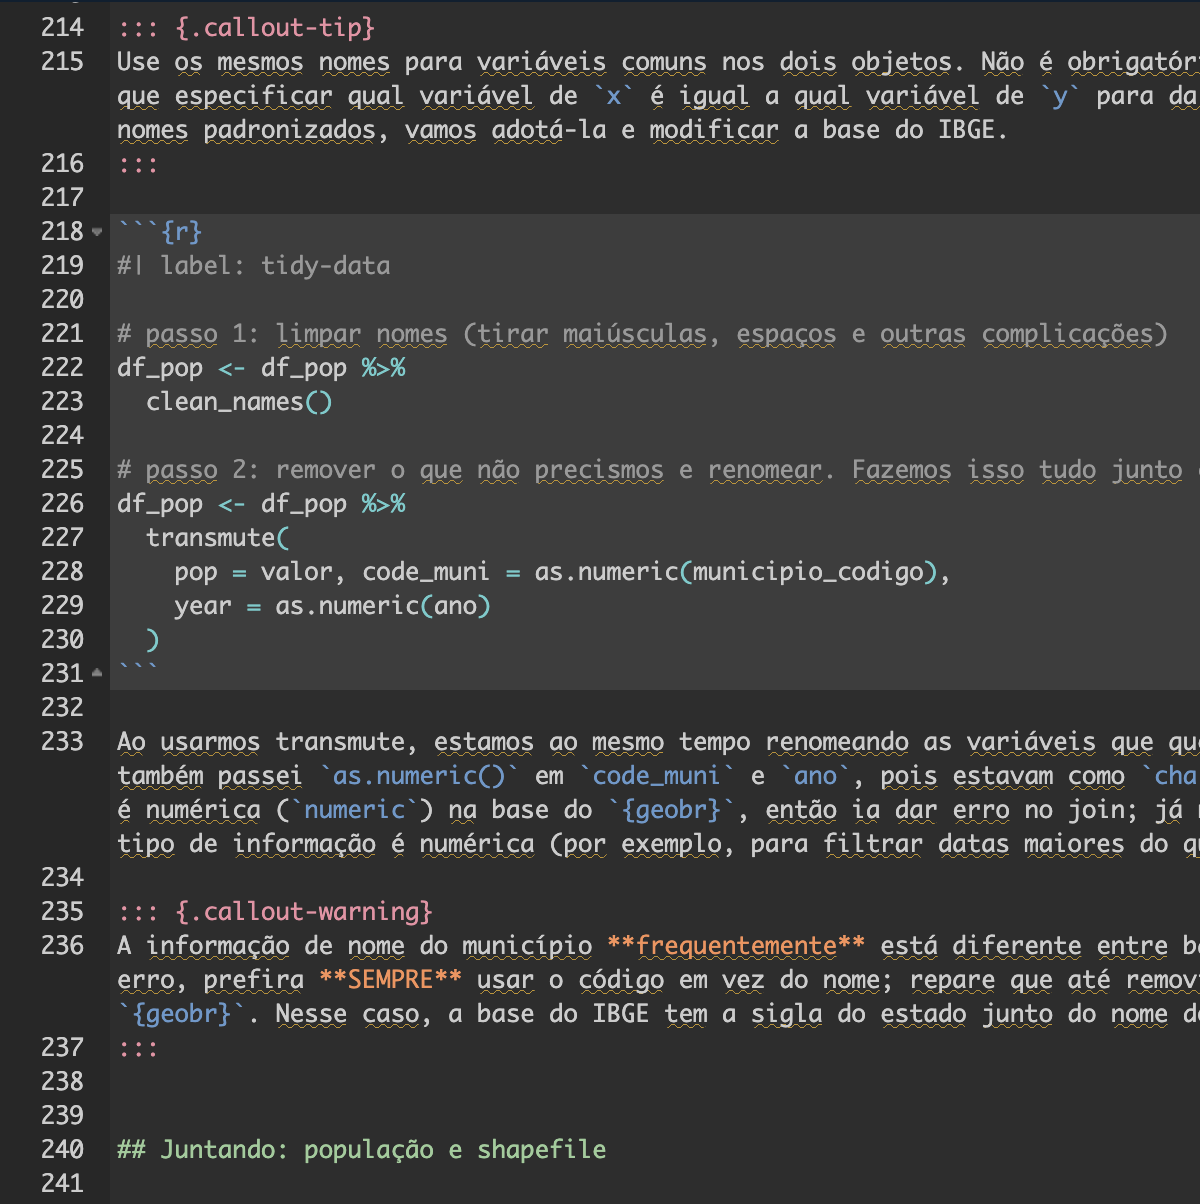 214 ::: {.callout-tip}
215 Use os mesmos nomes para variáveis comuns nos dois objetos. Não é
que especificar qual variável de `x` é igual a qual variável de `y` para
nomes padronizados, vamos adotá-la e modificar a base do IBGE.
216 :::
217
218 ```{r}
219 #| label: tidy-data
220
221 # passo 1: limpar nomes (tirar maiúsculas, espaços e outras complicações)
222 df_pop <- df_pop %>%
223 clean_names()
224
225 # passo 2: remover o que não precismos e renomear. Fazemos isso tudo junto
226 df_pop <- df_pop %>%
227 transmute(
228 pop = valor, code_muni = as.numeric(municipio_codigo),
229 year = as.numeric(ano)
230 )
231 ```
232
233 Ao usarmos transmute, estamos ao mesmo tempo renomeando as variáveis que
também passei `as.numeric()` em `code_muni` e `ano`, pois estavam como
é numérica (`numeric`) na base do `{geobr}`, então ia dar erro no join; já
tipo de informação é numérica (por exemplo, para filtrar datas maiores do
234
235 ::: {.callout-warning}
236 A informação de nome do município **frequentemente** está diferente entre
erro, prefira **SEMPRE** usar o código em vez do nome; repare que até
`{geobr}`. Nesse caso, a base do IBGE tem a sigla do estado junto do nome
237 :::
238
239
240 ## Juntando: população e shapefile
241